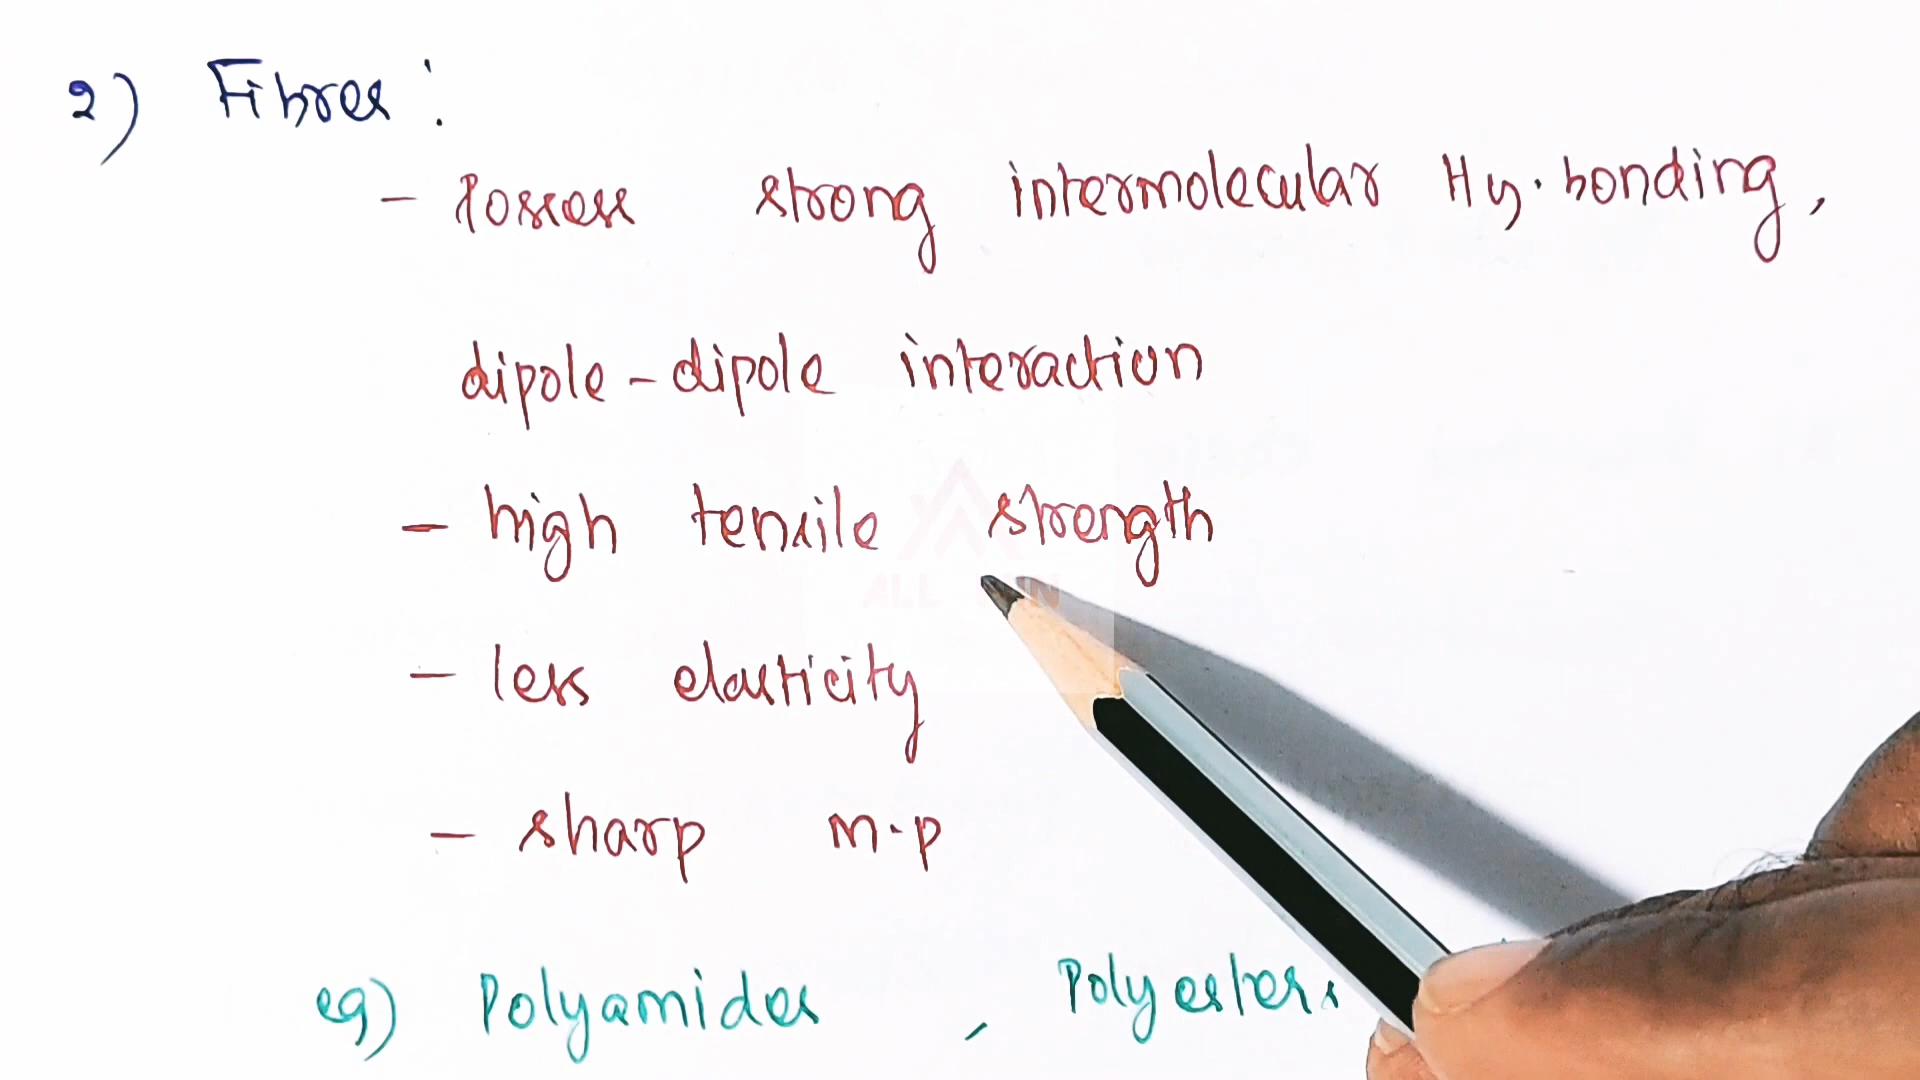 2) Fibres :
- Possess strong intermolecular Hy. bonding,
dipole - dipole interaction
- high tensile strength
- less elasticity
- sharp m.p
eg) Polyamides , Polyesters